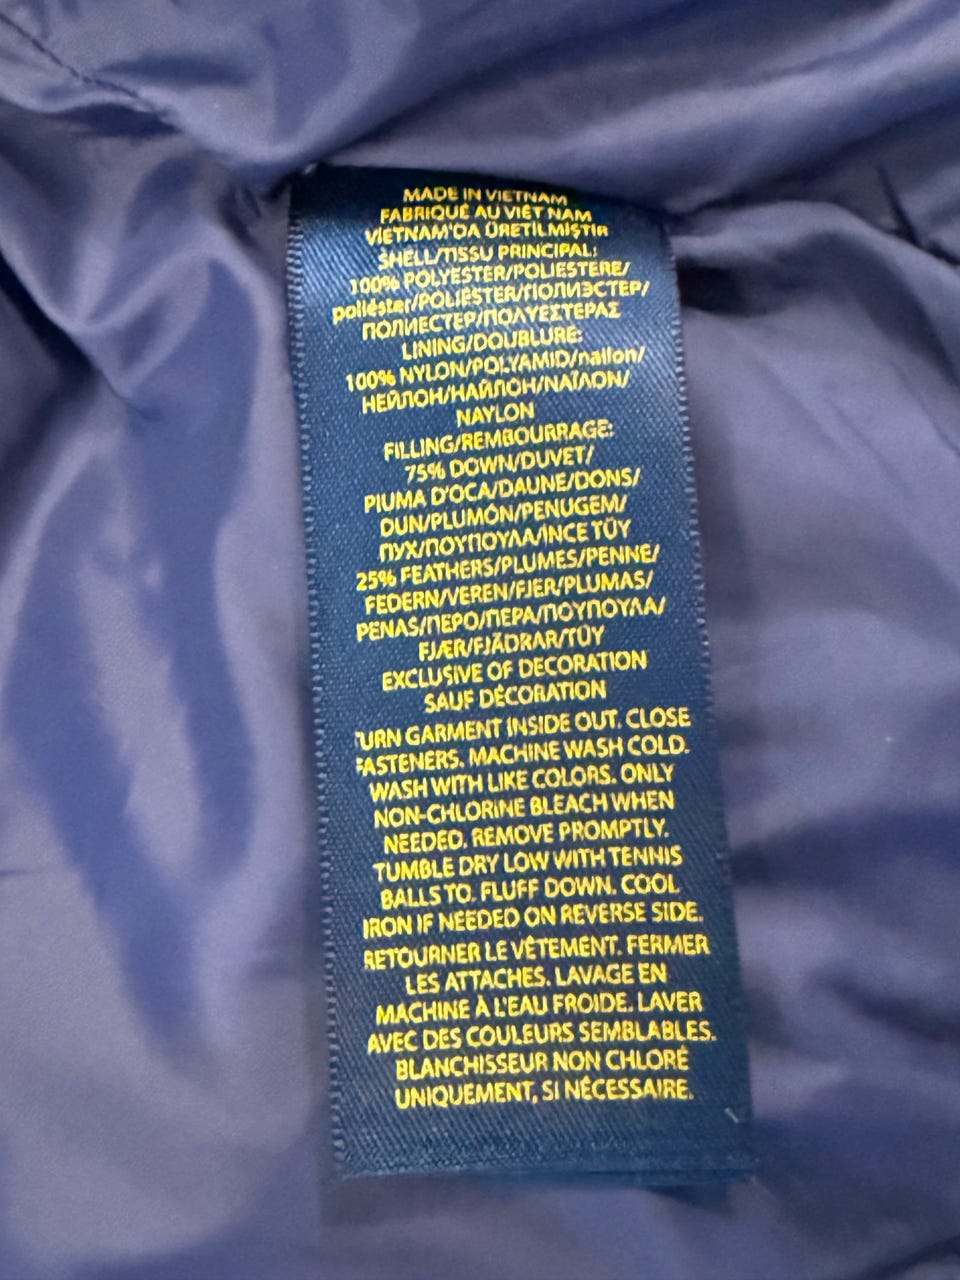 MADE IN VIETNAM
FABRIQUÉ AU VIÊT NAM
VİETNAM'DA ÜRETİLMİŞTİR
SHELL/TISSU PRINCIPAL:
100% POLYESTER/POLIESTERE/
poliéster/POLIÉSTER/ПОЛИЭСТЕР/
ПОЛИЕСТЕР/ΠΟΛΥΕΣΤΕΡΑΣ
LINING/DOUBLURE:
100% NYLON/POLYAMID/nailon/
НЕЙЛОН/НАЙЛОН/ΝΑΪΛΟΝ/
NAYLON
FILLING/REMBOURRAGE:
75% DOWN/DUVET/
PIUMA D'OCA/DAUNE/DONS/
DUN/PLUMÓN/PENUGEM/
ПУХ/ΠΟΥΠΟΥΛΑ/INCE TÜY
25% FEATHERS/PLUMES/PENNE/
FEDERN/VEREN/FJER/PLUMAS/
PENAS/ПЕРО/ПЕРА/ΠΟΥΠΟΥΛΑ/
FJÆR/FJÄDRAR/TÜY
EXCLUSIVE OF DECORATION
SAUF DÉCORATION
TURN GARMENT INSIDE OUT. CLOSE
FASTENERS. MACHINE WASH COLD.
WASH WITH LIKE COLORS. ONLY
NON-CHLORINE BLEACH WHEN
NEEDED. REMOVE PROMPTLY.
TUMBLE DRY LOW WITH TENNIS
BALLS TO. FLUFF DOWN. COOL
IRON IF NEEDED ON REVERSE SIDE.
RETOURNER LE VÊTEMENT. FERMER
LES ATTACHES. LAVAGE EN
MACHINE À L'EAU FROIDE. LAVER
AVEC DES COULEURS SEMBLABLES.
BLANCHISSEUR NON CHLORÉ
UNIQUEMENT, SI NÉCESSAIRE.